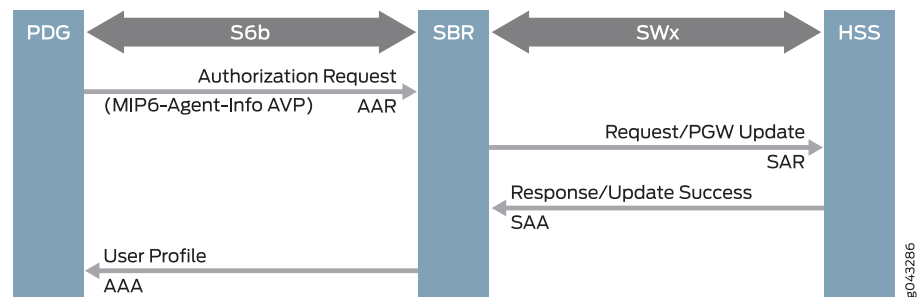 PDG
S6b
SBR
SWx
HSS
Authorization Request
(MIP6-Agent-Info AVP) AAR
Request/PGW Update
SAR
Response/Update Success
SAA
User Profile
AAA
g043286